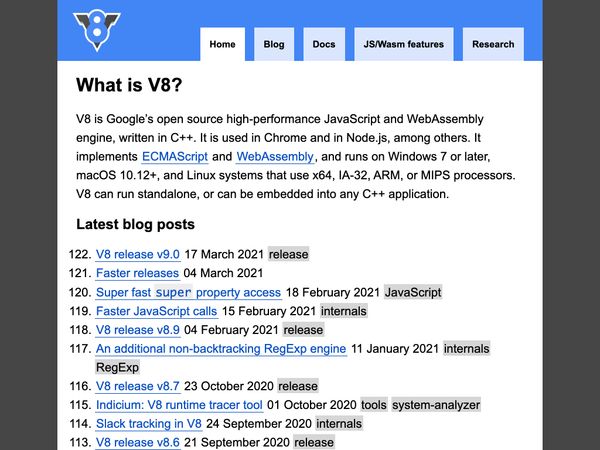 Home Blog Docs JS/Wasm features Research
What is V8?
V8 is Google’s open source high-performance JavaScript and WebAssembly
engine, written in C++. It is used in Chrome and in Node.js, among others. It
implements ECMAScript and WebAssembly, and runs on Windows 7 or later,
macOS 10.12+, and Linux systems that use x64, IA-32, ARM, or MIPS processors.
V8 can run standalone, or can be embedded into any C++ application.
Latest blog posts
122. V8 release v9.0 17 March 2021 release
121. Faster releases 04 March 2021
120. Super fast super property access 18 February 2021 JavaScript
119. Faster JavaScript calls 15 February 2021 internals
118. V8 release v8.9 04 February 2021 release
117. An additional non-backtracking RegExp engine 11 January 2021 internals
RegExp
116. V8 release v8.7 23 October 2020 release
115. Indicium: V8 runtime tracer tool 01 October 2020 tools system-analyzer
114. Slack tracking in V8 24 September 2020 internals
113. V8 release v8.6 21 September 2020 release